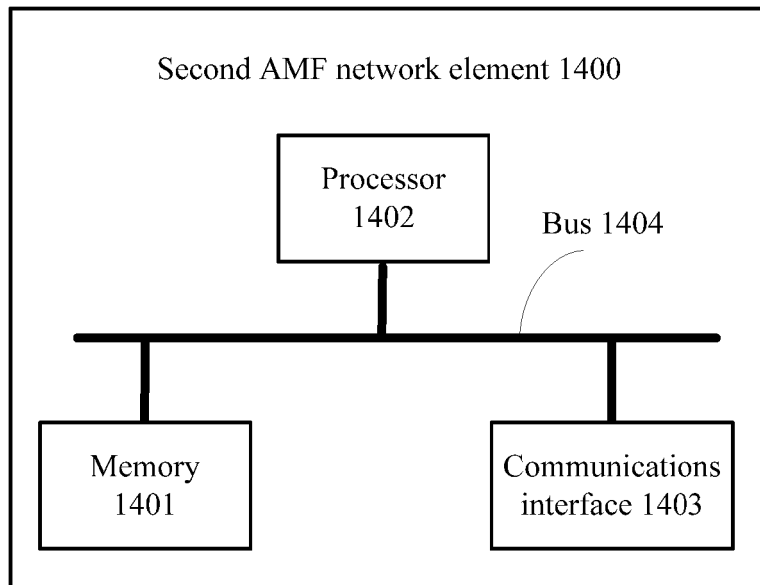 Second AMF network element 1400
Processor
1402
Bus 1404
Memory
1401
Communications
interface 1403